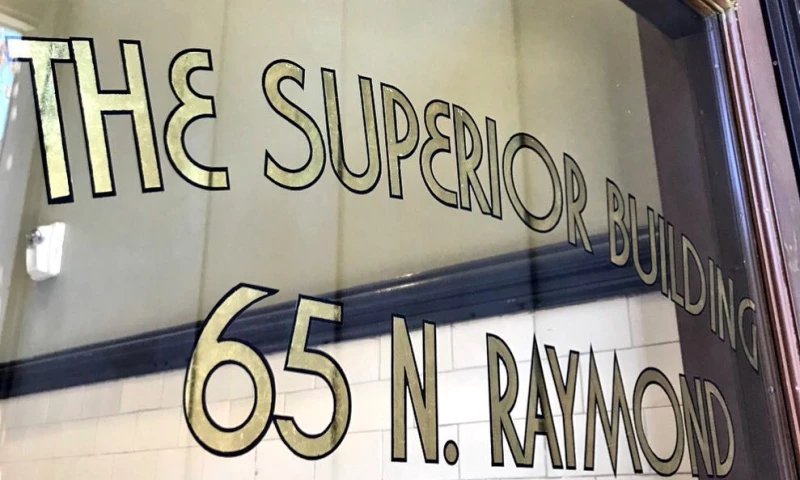 THE SUPERIOR BUILDING
65 N. RAYMOND